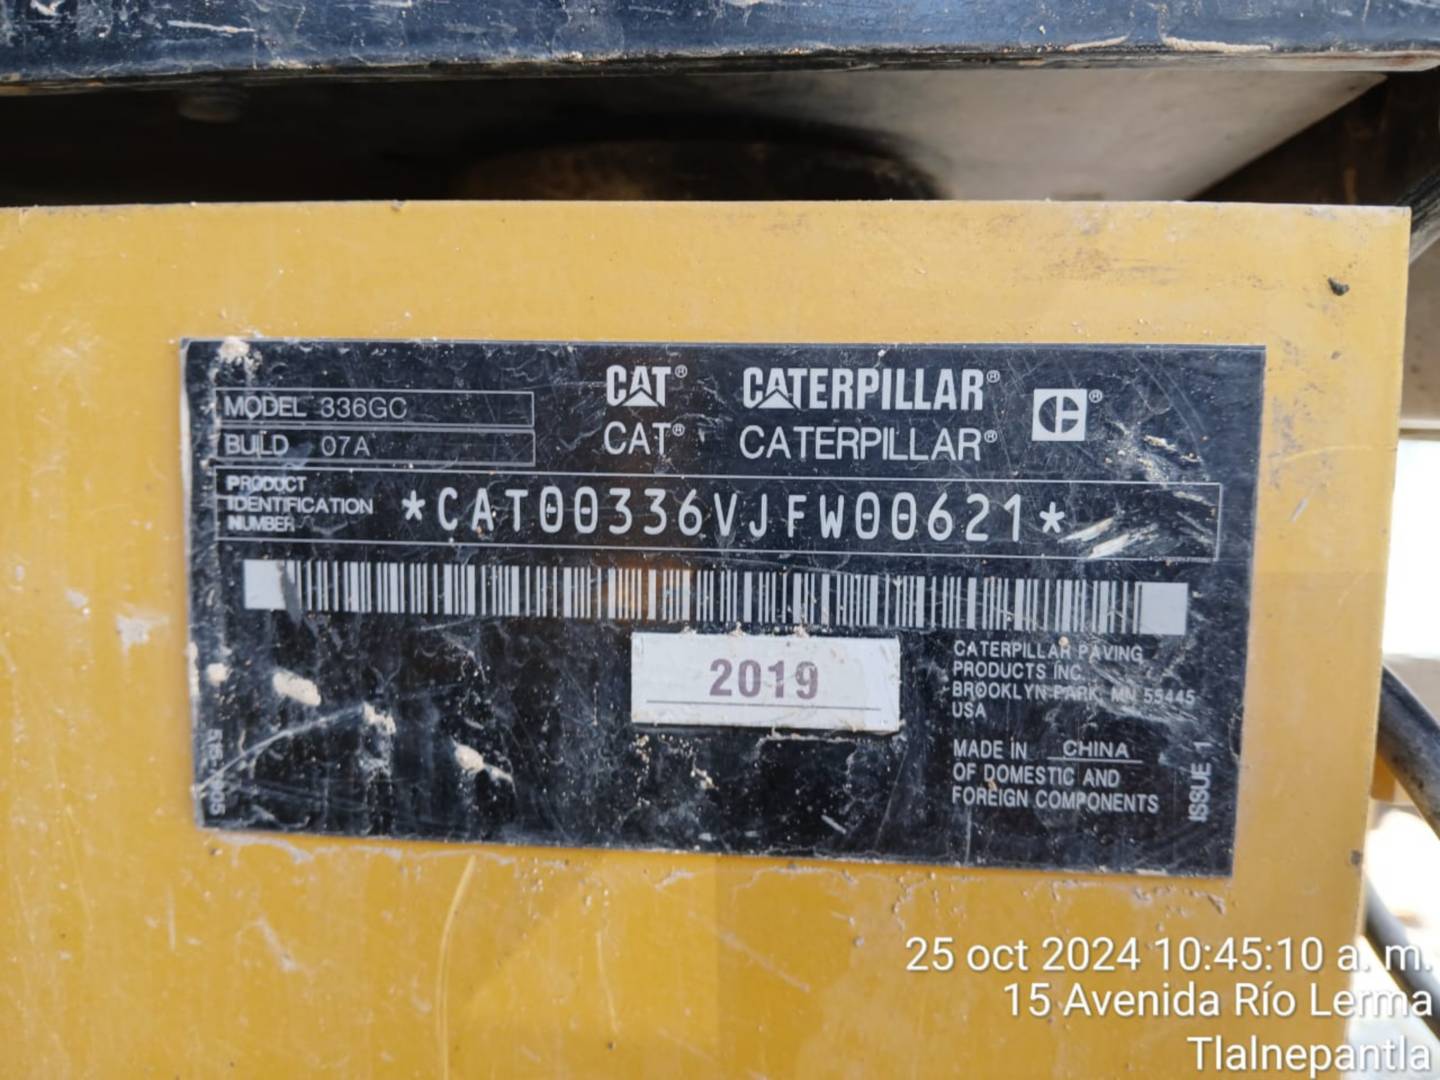 CAT® CATERPILLAR®
CAT® CATERPILLAR®
MODEL 336GC
BUILD 07A
PRODUCT
IDENTIFICATION
NUMBER
*CAT00336VJFW00621*
2019
CATERPILLAR PAVING
PRODUCTS INC.
BROOKLYN PARK, MN 55445
USA
MADE IN CHINA
OF DOMESTIC AND
FOREIGN COMPONENTS
ISSUE 1
25 oct 2024 10:45:10 a. m.
15 Avenida Río Lerma
Tlalnepantla